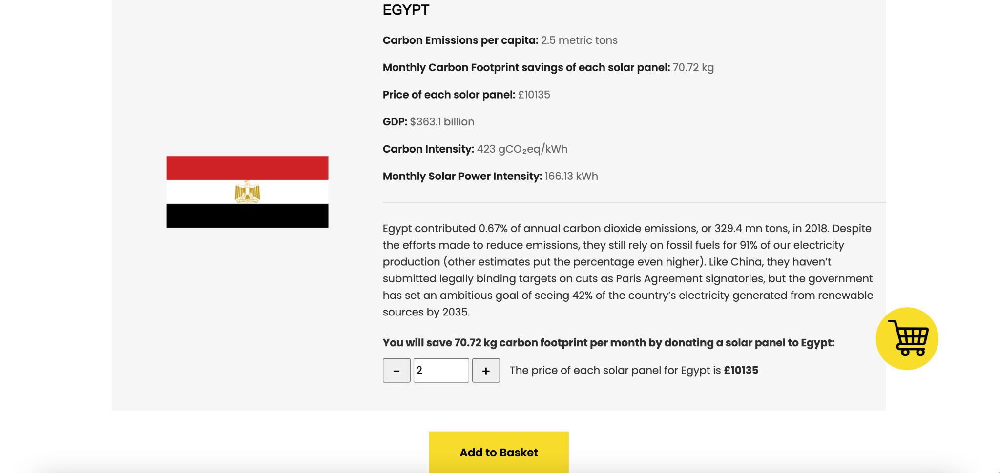 EGYPT
Carbon Emissions per capita: 2.5 metric tons
Monthly Carbon Footprint savings of each solar panel: 70.72 kg
Price of each solor panel: £10135
GDP: $363.1 billion
Carbon Intensity: 423 gCO₂eq/kWh
Monthly Solar Power Intensity: 166.13 kWh
Egypt contributed 0.67% of annual carbon dioxide emissions, or 329.4 mn tons, in 2018. Despite
the efforts made to reduce emissions, they still rely on fossil fuels for 91% of our electricity
production (other estimates put the percentage even higher). Like China, they haven’t
submitted legally binding targets on cuts as Paris Agreement signatories, but the government
has set an ambitious goal of seeing 42% of the country’s electricity generated from renewable
sources by 2035.
You will save 70.72 kg carbon footprint per month by donating a solar panel to Egypt:
- 2 + The price of each solar panel for Egypt is £10135
Add to Basket